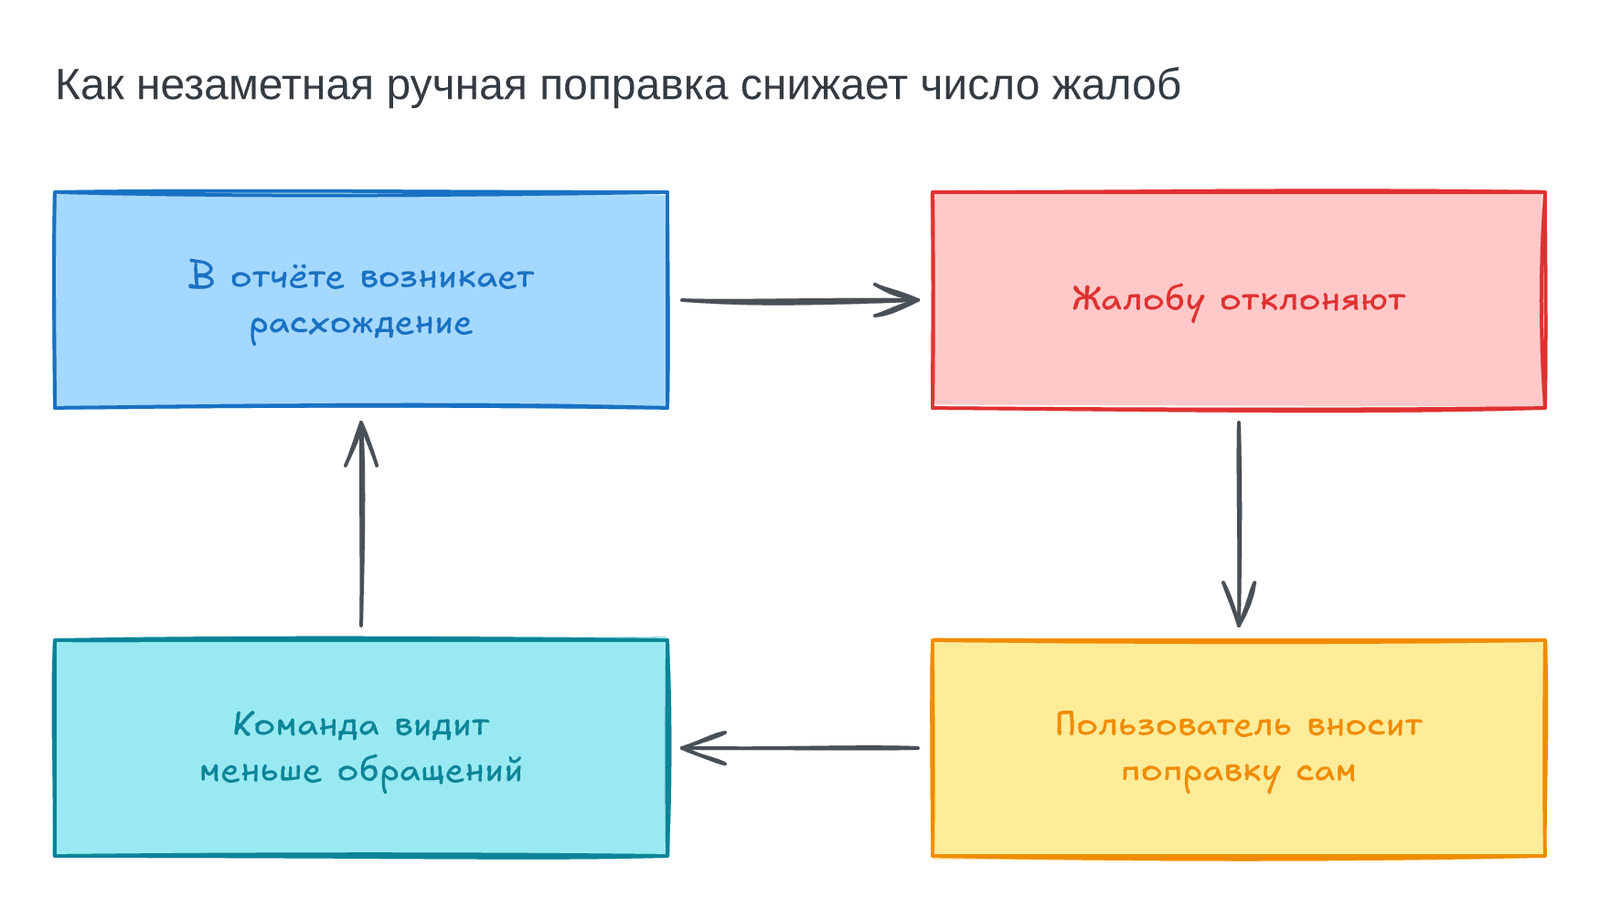 Как незаметная ручная поправка снижает число жалоб
В отчёте возникает
расхождение
Жалобу отклоняют
Команда видит
меньше обращений
Пользователь вносит
поправку сам